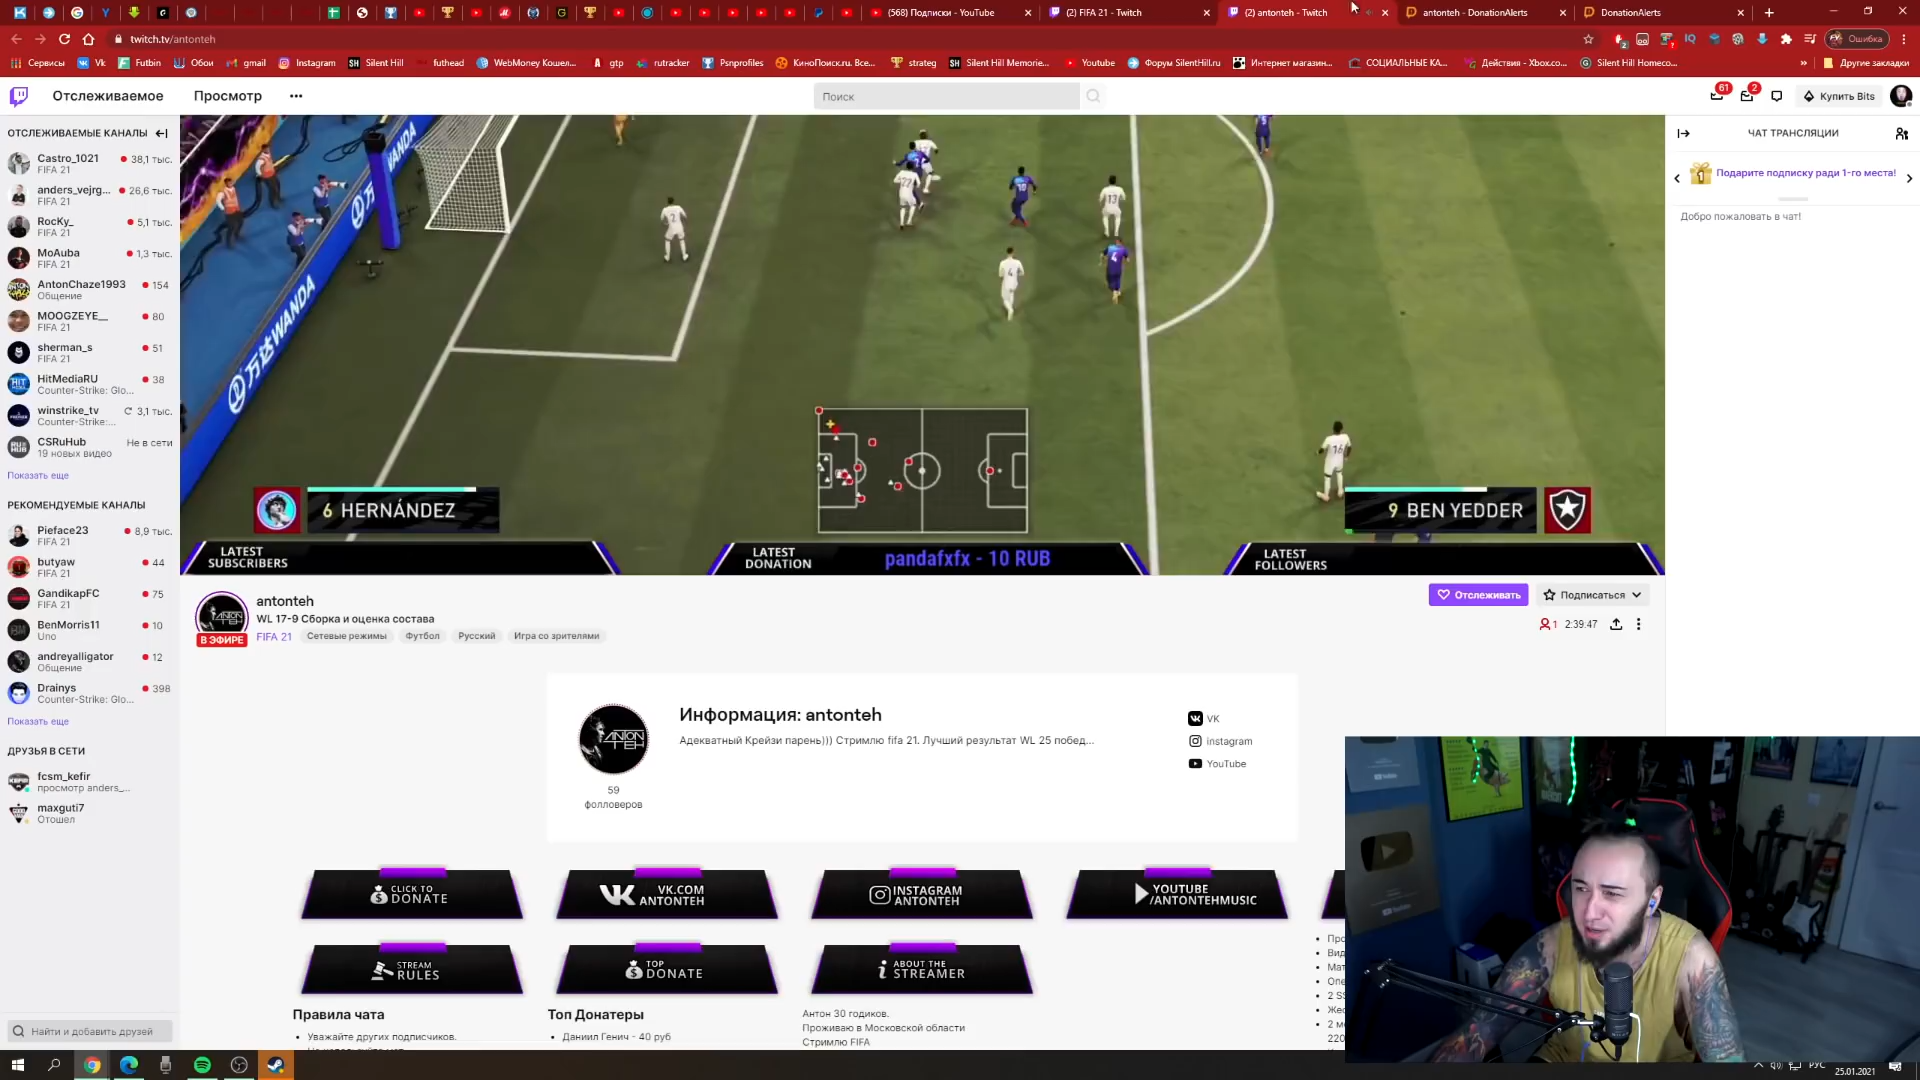 (568) Подписки - YouTube
(2) FIFA 21 - Twitch
(2) antonteh - Twitch
antonteh - DonationAlerts
DonationAlerts
twitch.tv/antonteh
Ошибка
Сервисы
Vk
Futbin
Обои
gmail
Instagram
Silent Hill
futhead
WebMoney Кошел...
gtp
rutracker
Psnprofiles
КиноПоиск.ru. Все...
strateg
Silent Hill Memorie...
Youtube
Форум SilentHill.ru
Интернет магазин...
СОЦИАЛЬНЫЕ КА...
Действия - Xbox.co...
Silent Hill Homeco...
Другие закладки
Отслеживаемое
Просмотр
Поиск
61
2
Купить Bits
ОТСЛЕЖИВАЕМЫЕ КАНАЛЫ
Castro_1021
38,1 тыс.
FIFA 21
anders_vejrg...
26,6 тыс.
FIFA 21
RocKy_
5,1 тыс.
FIFA 21
MoAuba
1,3 тыс.
FIFA 21
AntonChaze1993
154
Общение
MOOGZEYE__
80
FIFA 21
sherman_s
51
FIFA 21
HitMediaRU
38
Counter-Strike: Glo...
winstrike_tv
3,1 тыс.
Counter-Strike:...
CSRuHub
Не в сети
19 новых видео
Показать еще
РЕКОМЕНДУЕМЫЕ КАНАЛЫ
Pieface23
8,9 тыс.
FIFA 21
butyaw
44
FIFA 21
GandikapFC
75
FIFA 21
BenMorris11
10
Uno
andreyalligator
12
Общение
Drainys
398
Counter-Strike: Glo...
Показать еще
ДРУЗЬЯ В СЕТИ
fcsm_kefir
просмотр anders_...
maxguti7
Отошел
Найти и добавить друзей
WANDA
万达WANDA
6 HERNÁNDEZ
9 BEN YEDDER
LATEST
SUBSCRIBERS
LATEST
DONATION
pandafxfx - 10 RUB
LATEST
FOLLOWERS
antonteh
WL 17-9 Сборка и оценка состава
В ЭФИРЕ
FIFA 21
Сетевые режимы
Футбол
Русский
Игра со зрителями
Отслеживать
Подписаться
1
2:39:47
Информация: antonteh
Адекватный Крейзи парень))) Стримлю fifa 21. Лучший результат WL 25 побед...
59
фолловеров
VK
instagram
YouTube
CLICK TO
DONATE
VK.COM
ANTONTEH
INSTAGRAM
ANTONTEH
YOUTUBE
/ANTONTEHMUSIC
STREAM
RULES
TOP
DONATE
ABOUT THE
STREAMER
Правила чата
Уважайте других подписчиков.
Топ Донатеры
Даниил Генич - 40 руб
Антон 30 годиков.
Проживаю в Московской области
Стримлю FIFA
ЧАТ ТРАНСЛЯЦИИ
Подарите подписку ради 1-го места!
Добро пожаловать в чат!
РУС
25.01.2021